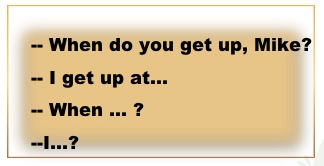 -- When do you get up, Mike?
-- I get up at...
-- When ... ?
--I...?